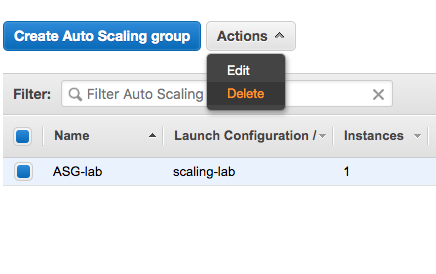 Create Auto Scaling group Actions
Edit
Delete
Filter: Filter Auto Scaling
Name Launch Configuration / Instances
ASG-lab scaling-lab 1